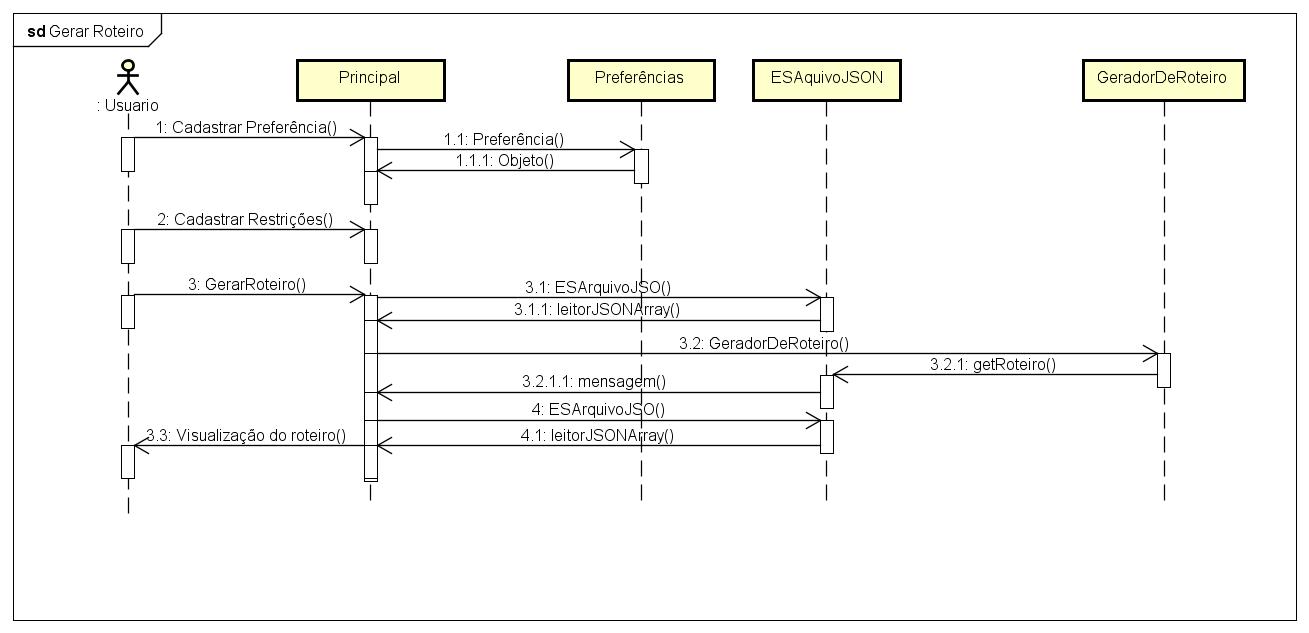 sd Gerar Roteiro
: Usuario
Principal
Preferências
ESAquivoJSON
GeradorDeRoteiro
1: Cadastrar Preferência()
1.1: Preferência()
1.1.1: Objeto()
2: Cadastrar Restrições()
3: GerarRoteiro()
3.1: ESArquivoJSO()
3.1.1: leitorJSONArray()
3.2: GeradorDeRoteiro()
3.2.1: getRoteiro()
3.2.1.1: mensagem()
4: ESArquivoJSO()
3.3: Visualização do roteiro()
4.1: leitorJSONArray()